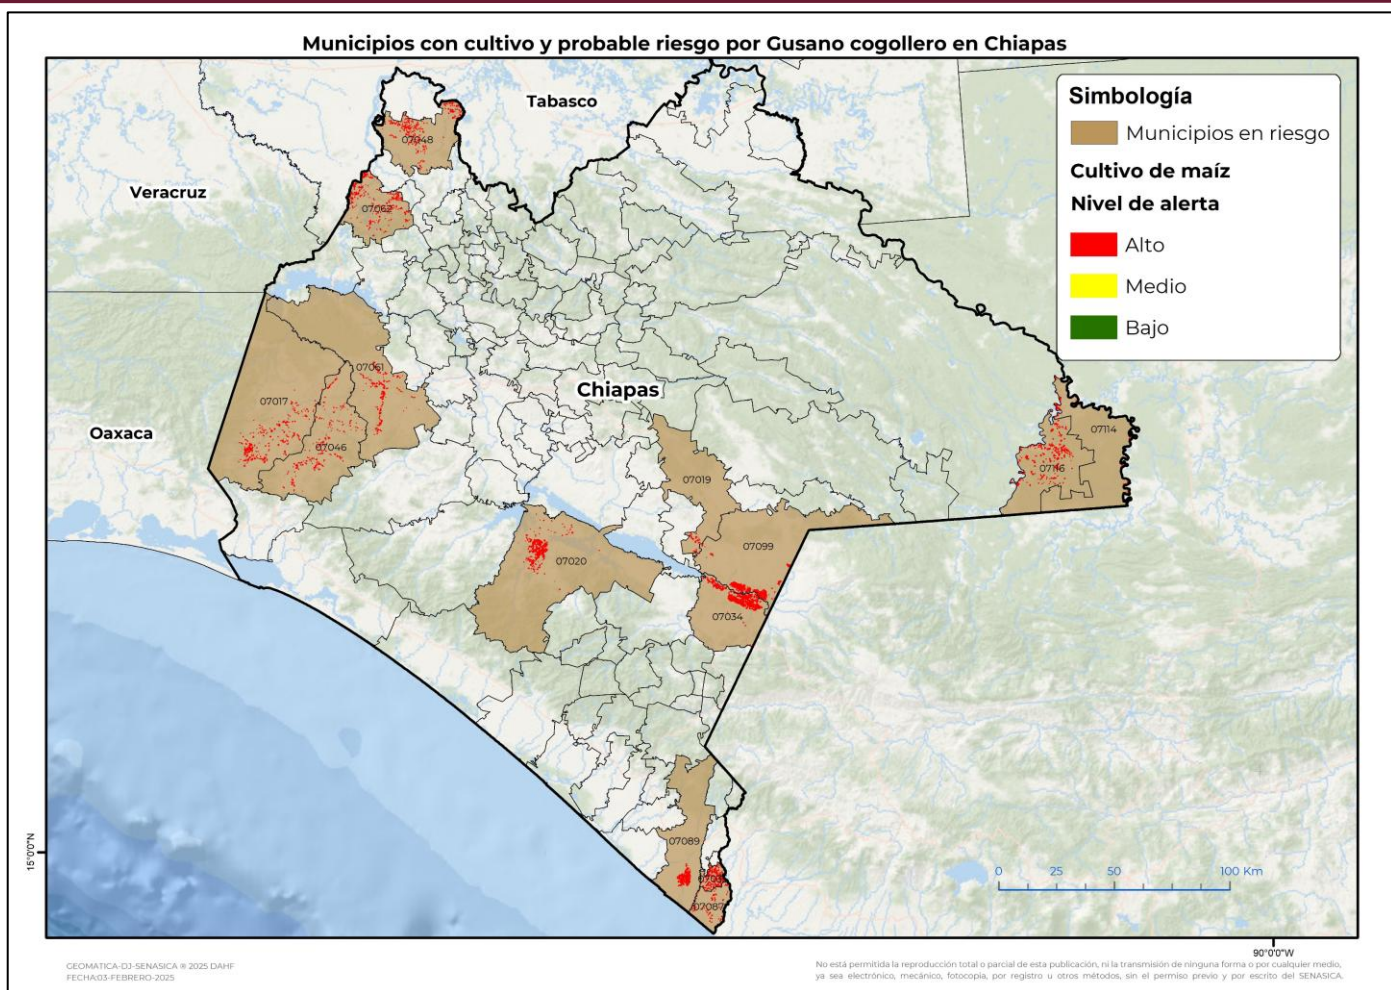 Municipios con cultivo y probable riesgo por Gusano cogollero en Chiapas
Tabasco
Veracruz
Oaxaca
Chiapas
Simbología
Municipios en riesgo
Cultivo de maíz
Nivel de alerta
Alto
Medio
Bajo
07048
07062
07061
07017
07046
07114
07116
07019
07099
07020
07034
07089
07087
15°0'0"N
0 25 50 100 Km
90°0'0"W
GEOMATICA-DJ-SENASICA ® 2025 DAHF
FECHA:03-FEBRERO-2025
No está permitida la reproducción total o parcial de esta publicación, ni la transmisión de ninguna forma o por cualquier medio,
ya sea electrónico, mecánico, fotocopia, por registro u otros métodos, sin el permiso previo y por escrito del SENASICA.